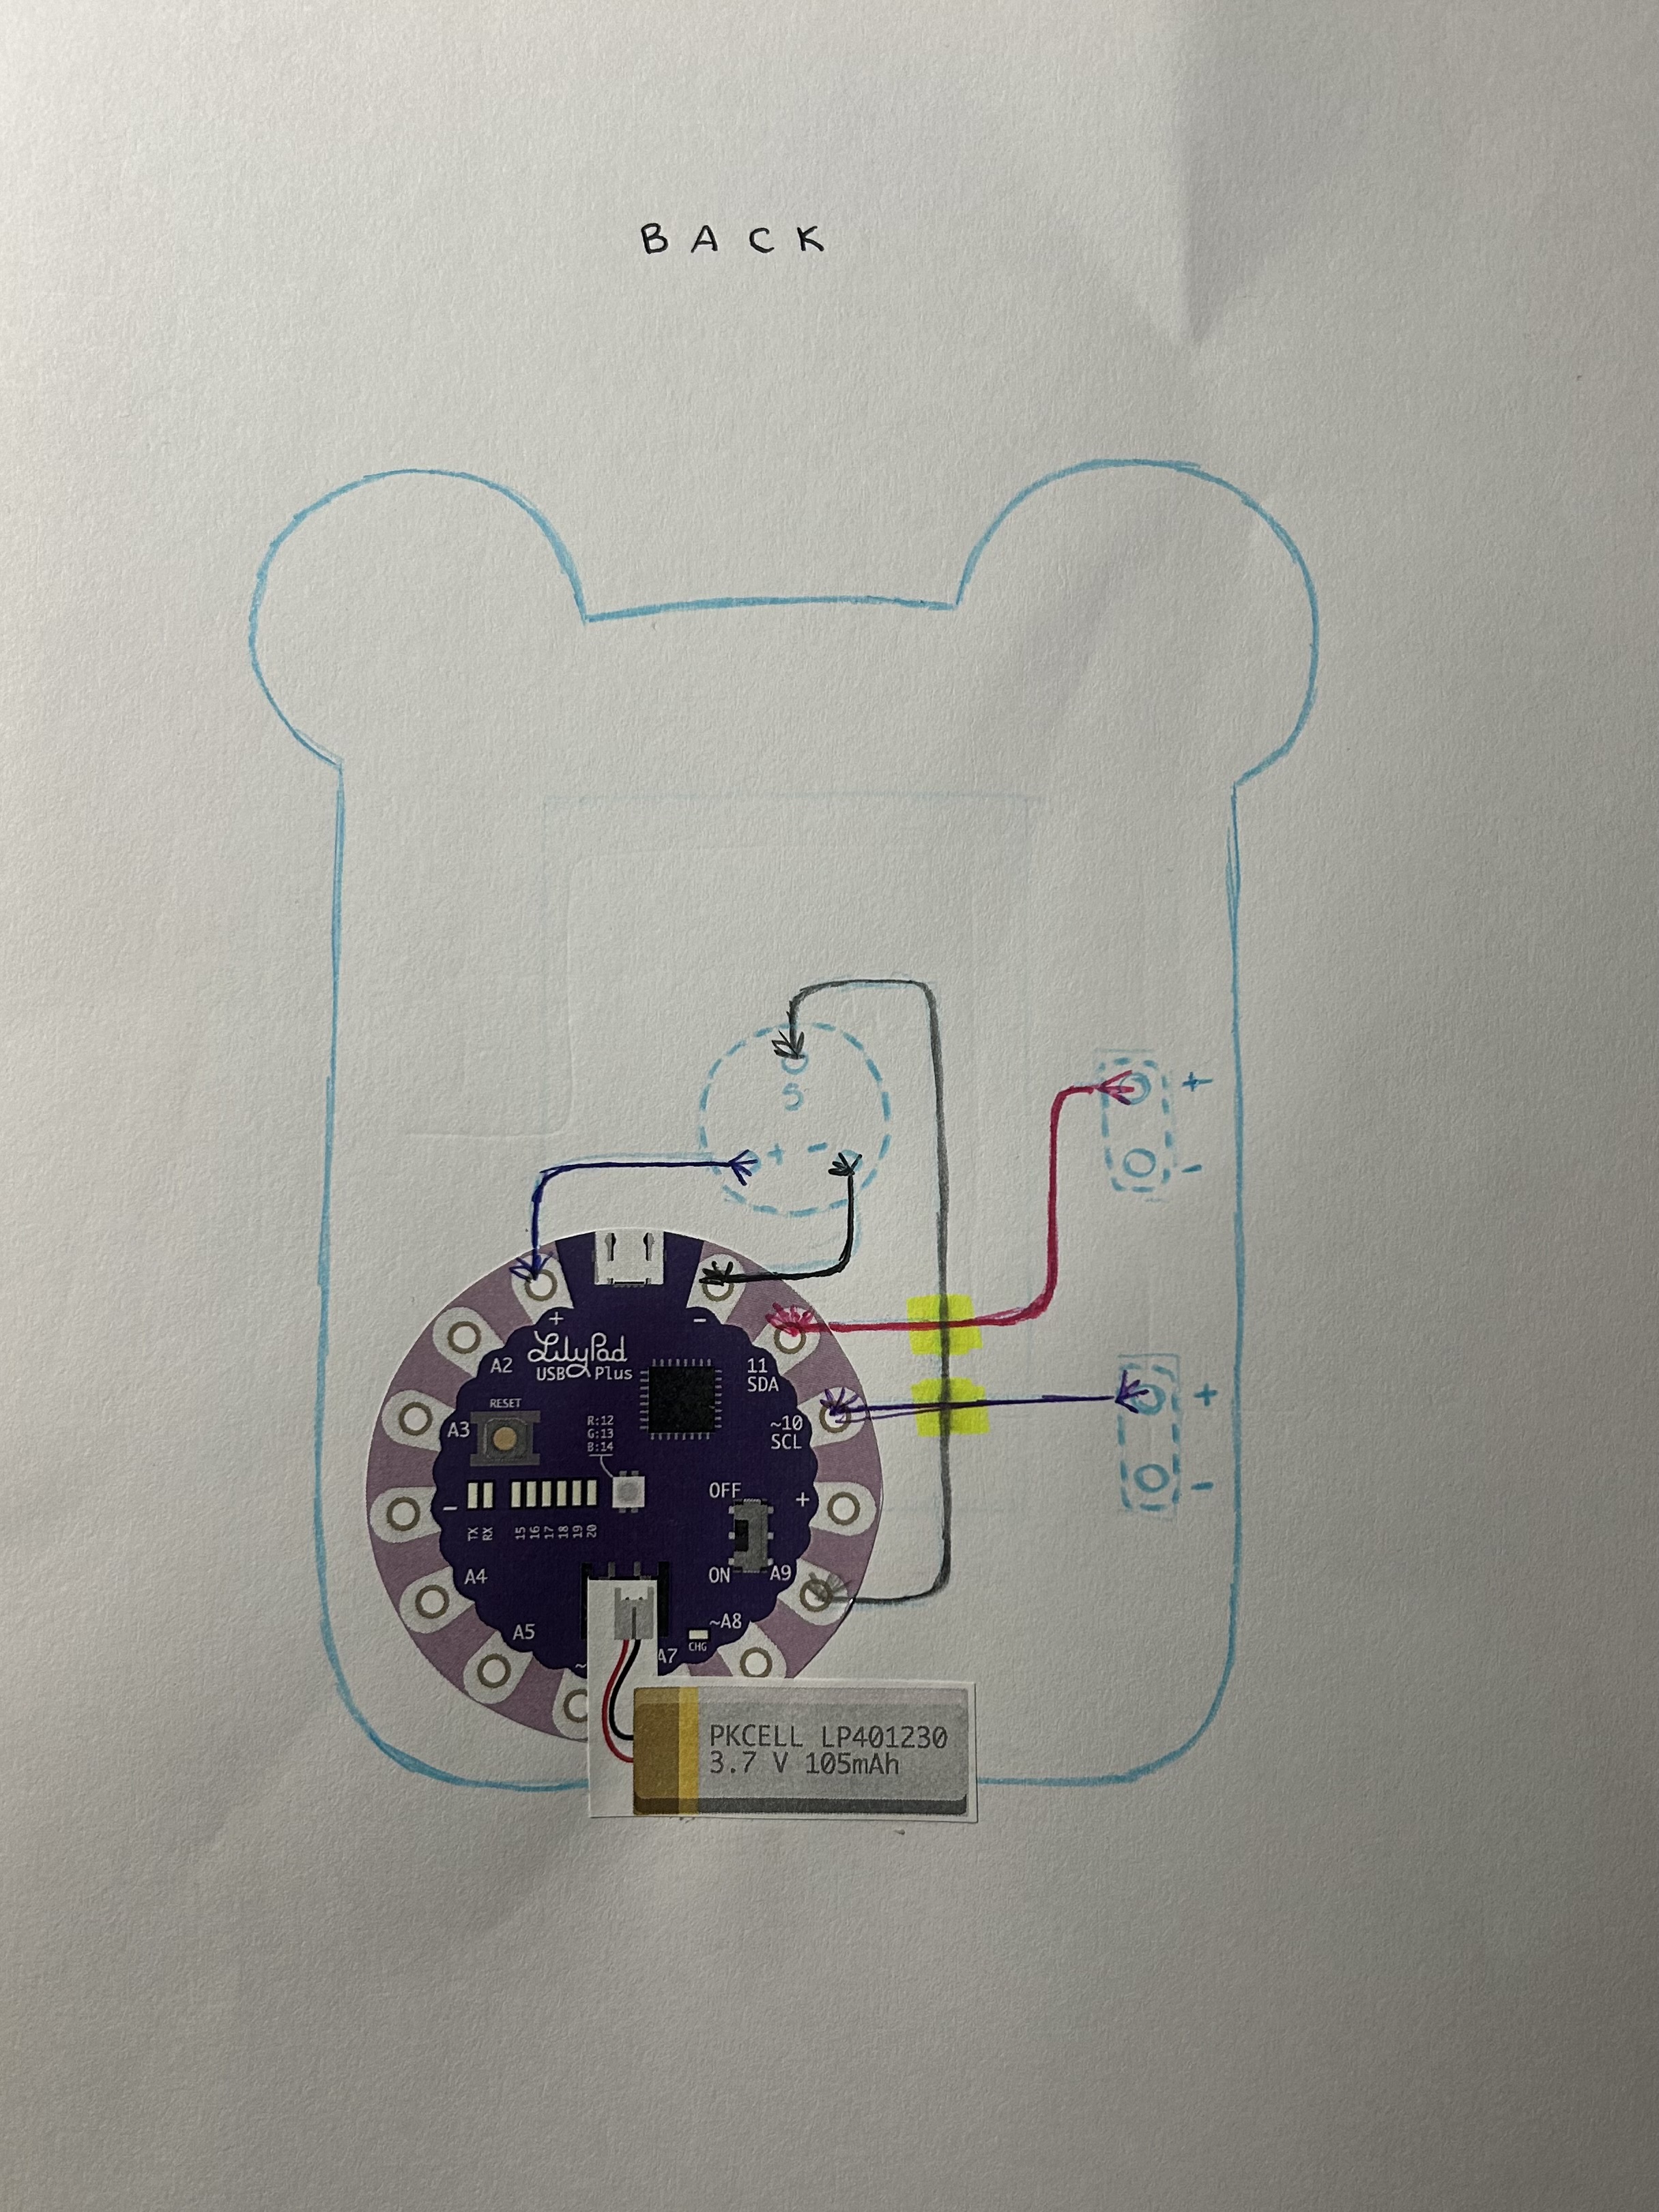 B A C K
S
+ -
+
-
+ -
LilyPad
USB Plus
A2
11
SDA
RESET
A3
R:12
G:13
B:14
~10
SCL
+
-
-
TX
RX
15
16
17
18
19
20
OFF
+
ON
A9
A4
~A8
CHG
A5
~
A7
+
-
PKCELL LP401230
3.7 V 105mAh